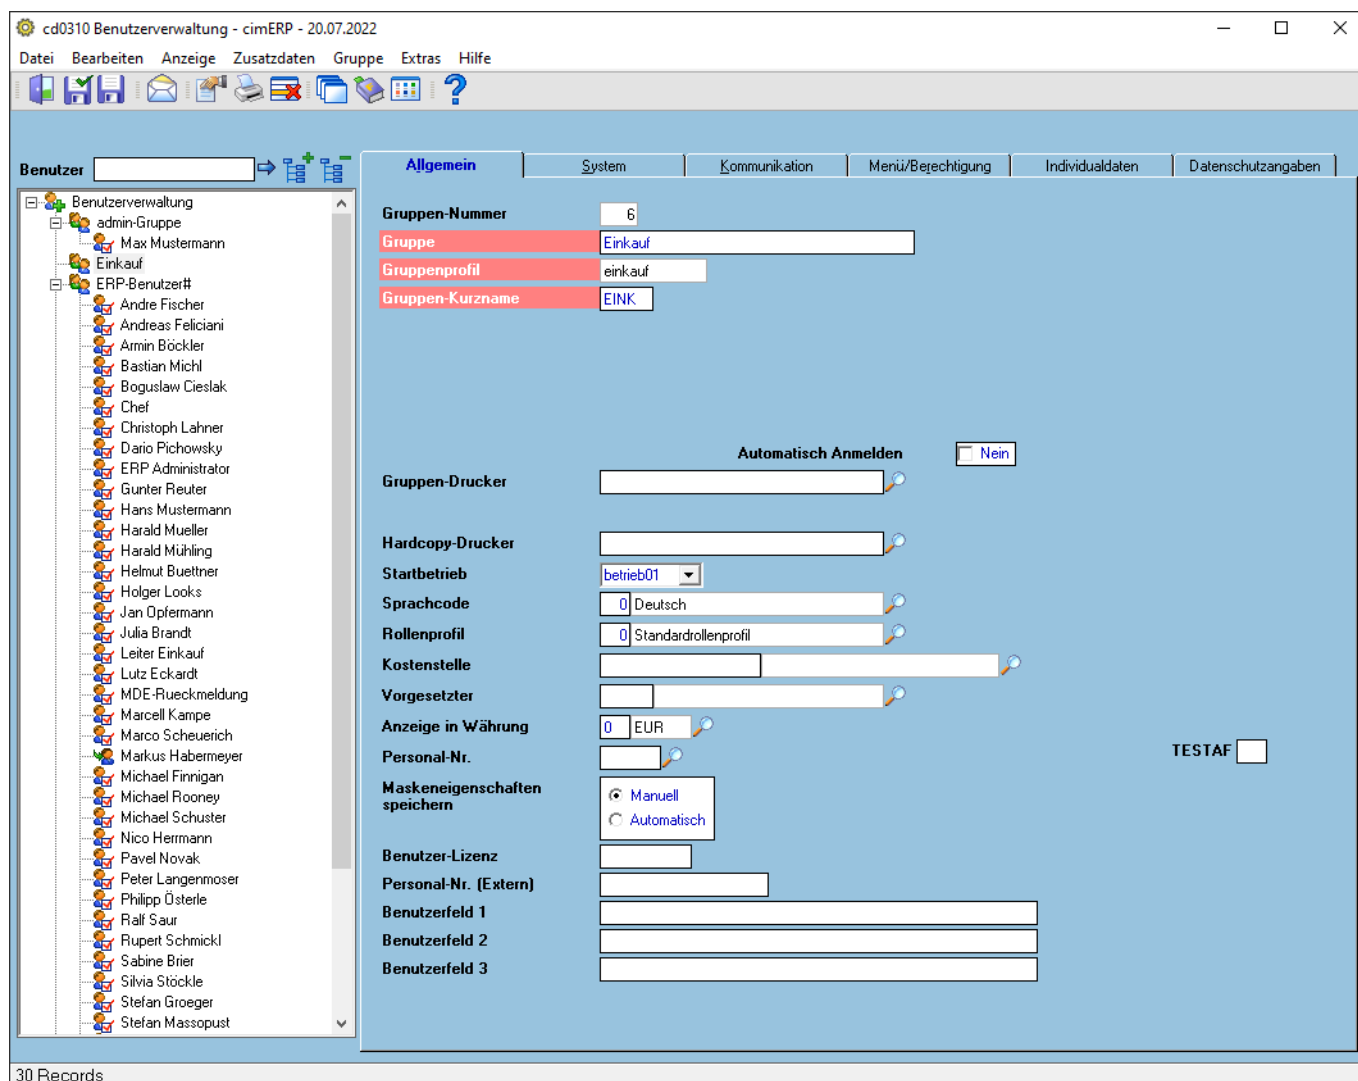 cd0310 Benutzerverwaltung - cimERP - 20.07.2022
Datei Bearbeiten Anzeige Zusatzdaten Gruppe Extras Hilfe
Benutzer
Benutzerverwaltung
admin-Gruppe
Max Mustermann
Einkauf
ERP-Benutzer#
Andre Fischer
Andreas Feliciani
Armin Böckler
Bastian Michl
Boguslaw Cieslak
Chef
Christoph Lahner
Dario Pichowsky
ERP Administrator
Gunter Reuter
Hans Mustermann
Harald Mueller
Harald Mühling
Helmut Buettner
Holger Looks
Jan Opfermann
Julia Brandt
Leiter Einkauf
Lutz Eckardt
MDE-Rueckmeldung
Marcell Kampe
Marco Scheuerich
Markus Habermeyer
Michael Finnigan
Michael Rooney
Michael Schuster
Nico Herrmann
Pavel Novak
Peter Langenmoser
Philipp Österle
Ralf Saur
Rupert Schmickl
Sabine Brier
Silvia Stöckle
Stefan Groeger
Stefan Massopust
Allgemein System Kommunikation Menü/Berechtigung Individualdaten Datenschutzangaben
Gruppen-Nummer 6
Gruppe Einkauf
Gruppenprofil einkauf
Gruppen-Kurzname EINK
Automatisch Anmelden Nein
Gruppen-Drucker
Hardcopy-Drucker
Startbetrieb betrieb01
Sprachcode 0 Deutsch
Rollenprofil 0 Standardrollenprofil
Kostenstelle
Vorgesetzter
Anzeige in Währung 0 EUR
Personal-Nr.
TESTAF
Maskeneigenschaften
speichern
Manuell
Automatisch
Benutzer-Lizenz
Personal-Nr. (Extern)
Benutzerfeld 1
Benutzerfeld 2
Benutzerfeld 3
30 Records